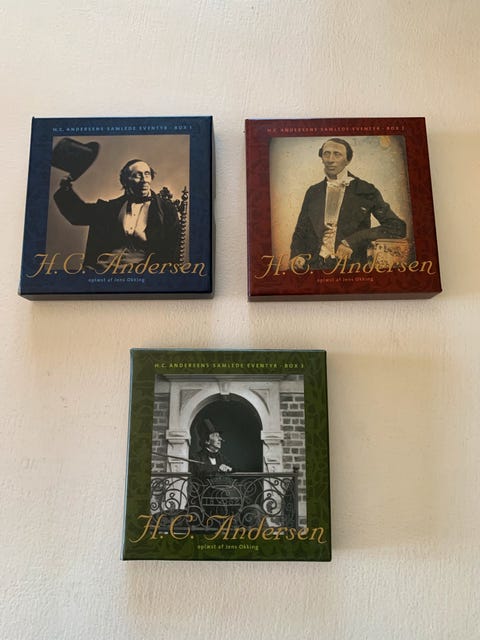 H.C. ANDERSENS SAMLEDE EVENTYR · BOX 1
H.C. Andersen
oplæst af Jens Okking
H.C. ANDERSENS SAMLEDE EVENTYR · BOX 2
H.C. Andersen
oplæst af Jens Okking
H.C. ANDERSENS SAMLEDE EVENTYR · BOX 3
H.C. Andersen
oplæst af Jens Okking